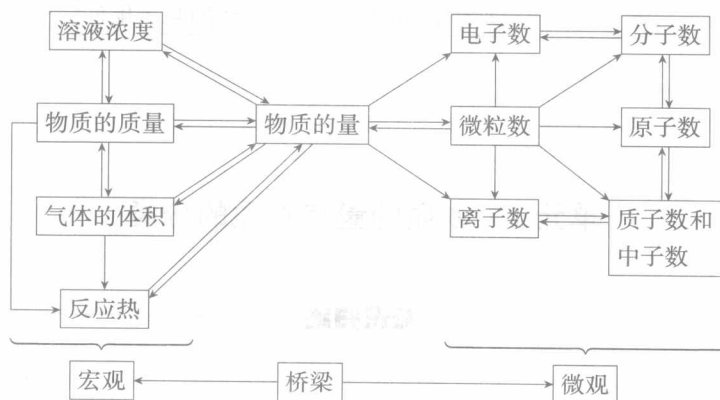 溶液浓度
电子数
分子数
物质的质量
物质的量
微粒数
原子数
气体的体积
离子数
质子数和
中子数
反应热
宏观
桥梁
微观